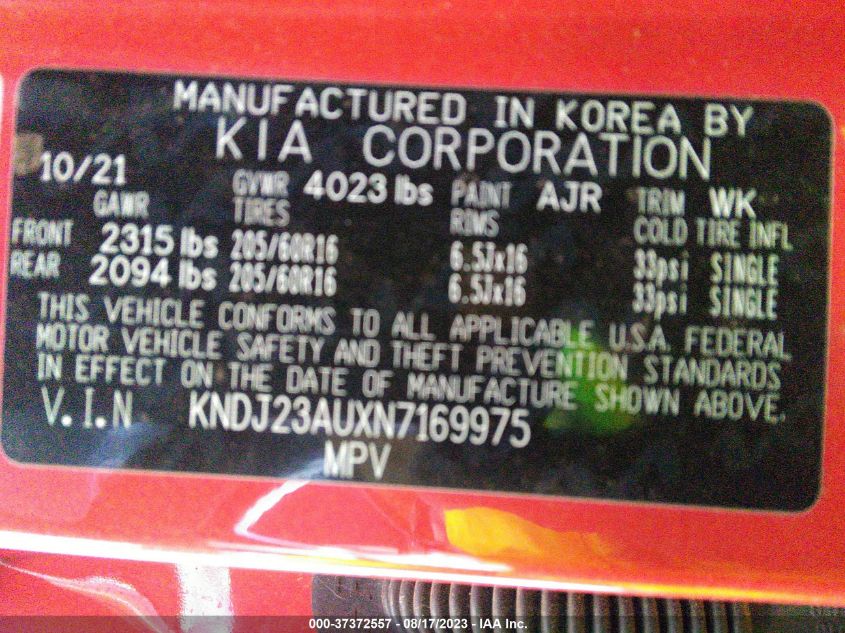 MANUFACTURED IN KOREA BY
KIA CORPORATION
10/21 GVWR 4023 lbs PAINT AJR TRIM WK
GAWR TIRES RIMS COLD TIRE INFL
FRONT 2315 lbs 205/60R16 6.5Jx16 33psi SINGLE
REAR 2094 lbs 205/60R16 6.5Jx16 33psi SINGLE
THIS VEHICLE CONFORMS TO ALL APPLICABLE U.S.A. FEDERAL
MOTOR VEHICLE SAFETY AND THEFT PREVENTION STANDARDS
IN EFFECT ON THE DATE OF MANUFACTURE SHOWN ABOVE.
V.I.N KNDJ23AUXN7169975
MPV
000-37372557 - 08/17/2023 - IAA Inc.